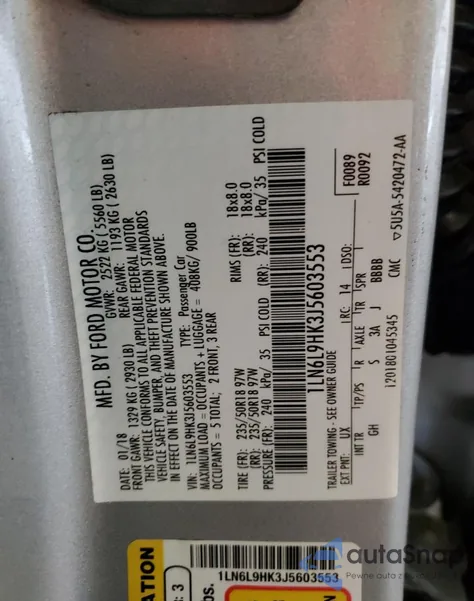 MFD. BY FORD MOTOR CO.
DATE: 01/18 GVWR: 2522 KG ( 5560 LB)
FRONT GAWR: 1329 KG ( 2930 LB) REAR GAWR: 1193 KG ( 2630 LB)
THIS VEHICLE CONFORMS TO ALL APPLICABLE FEDERAL MOTOR
VEHICLE SAFETY, BUMPER, AND THEFT PREVENTION STANDARDS
IN EFFECT ON THE DATE OF MANUFACTURE SHOWN ABOVE.
VIN: 1LN6L9HK3J5603553 TYPE: Passenger Car
MAXIMUM LOAD = OCCUPANTS + LUGGAGE = 408KG/ 900LB
OCCUPANTS = 5 TOTAL; 2 FRONT, 3 REAR
TIRE (FR): 235/50R18 97W RIMS (FR): 18x8.0
(RR): 235/50R18 97W (RR): 18x8.0
PRESSURE (FR): 240 kPa/ 35 PSI COLD (RR): 240 kPa/ 35 PSI COLD
1LN6L9HK3J5603553
TRAILER TOWING - SEE OWNER GUIDE
F0089
R0092
EXT PNT: UX RC: 14 DSO:
INT TR TP/PS R AXLE TR SPR
GH S 3A J BBBB
1201801045345 CMC ▽5U5A-5420472-AA
1LN6L9HK3J5603553
: 3
autoSnap